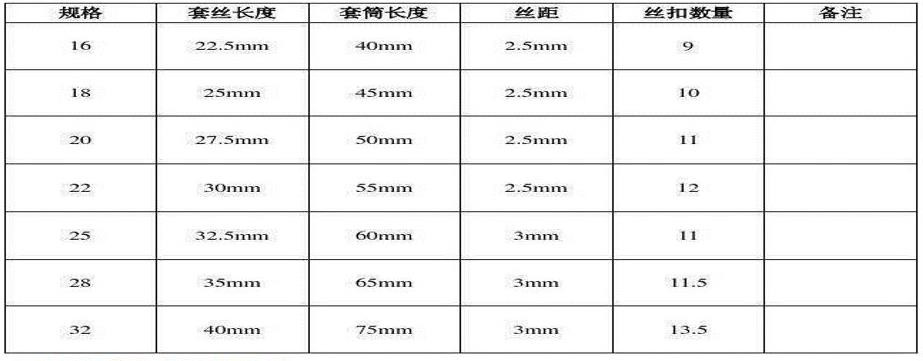 规格 套丝长度 套筒长度 丝距 丝扣数量 备注
16 22.5mm 40mm 2.5mm 9
18 25mm 45mm 2.5mm 10
20 27.5mm 50mm 2.5mm 11
22 30mm 55mm 2.5mm 12
25 32.5mm 60mm 3mm 11
28 35mm 65mm 3mm 11.5
32 40mm 75mm 3mm 13.5